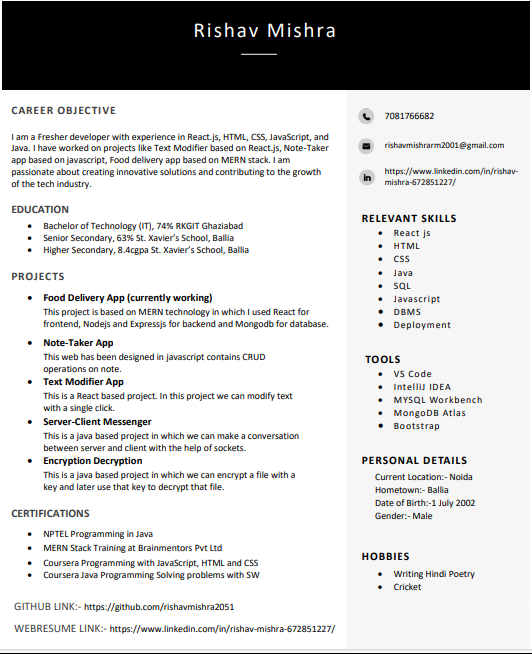 Rishav Mishra
CAREER OBJECTIVE
I am a Fresher developer with experience in React.js, HTML, CSS, JavaScript, and
Java. I have worked on projects like Text Modifier based on React.js, Note-Taker
app based on javascript, Food delivery app based on MERN stack. I am
passionate about creating innovative solutions and contributing to the growth
of the tech industry.
EDUCATION
• Bachelor of Technology (IT), 74% RKGIT Ghaziabad
• Senior Secondary, 63% St. Xavier's School, Ballia
• Higher Secondary, 8.4cgpa St. Xavier's School, Ballia
PROJECTS
• Food Delivery App (currently working)
This project is based on MERN technology in which I used React for
frontend, Nodejs and Expressjs for backend and Mongodb for database.
• Note-Taker App
This web has been designed in javascript contains CRUD
operations on note.
• Text Modifier App
This is a React based project. In this project we can modify text
with a single click.
• Server-Client Messenger
This is a java based project in which we can make a conversation
between server and client with the help of sockets.
• Encryption Decryption
This is a java based project in which we can encrypt a file with a
key and later use that key to decrypt that file.
CERTIFICATIONS
• NPTEL Programming in Java
• MERN Stack Training at Brainmentors Pvt Ltd
• Coursera Programming with JavaScript, HTML and CSS
• Coursera Java Programming Solving problems with SW
GITHUB LINK:- https://github.com/rishavmishra2051
WEBRESUME LINK:- https://www.linkedin.com/in/rishav-mishra-672851227/
7081766682
rishavmishrarm2001@gmail.com
https://www.linkedin.com/in/rishav-
mishra-672851227/
RELEVANT SKILLS
• React js
• HTML
• CSS
• Java
• SQL
• Javascript
• DBMS
• Deployment
TOOLS
• VS Code
• IntelliJ IDEA
• MYSQL Workbench
• MongoDB Atlas
• Bootstrap
PERSONAL DETAILS
Current Location:- Noida
Hometown:- Ballia
Date of Birth:-1 July 2002
Gender:- Male
HOBBIES
• Writing Hindi Poetry
• Cricket